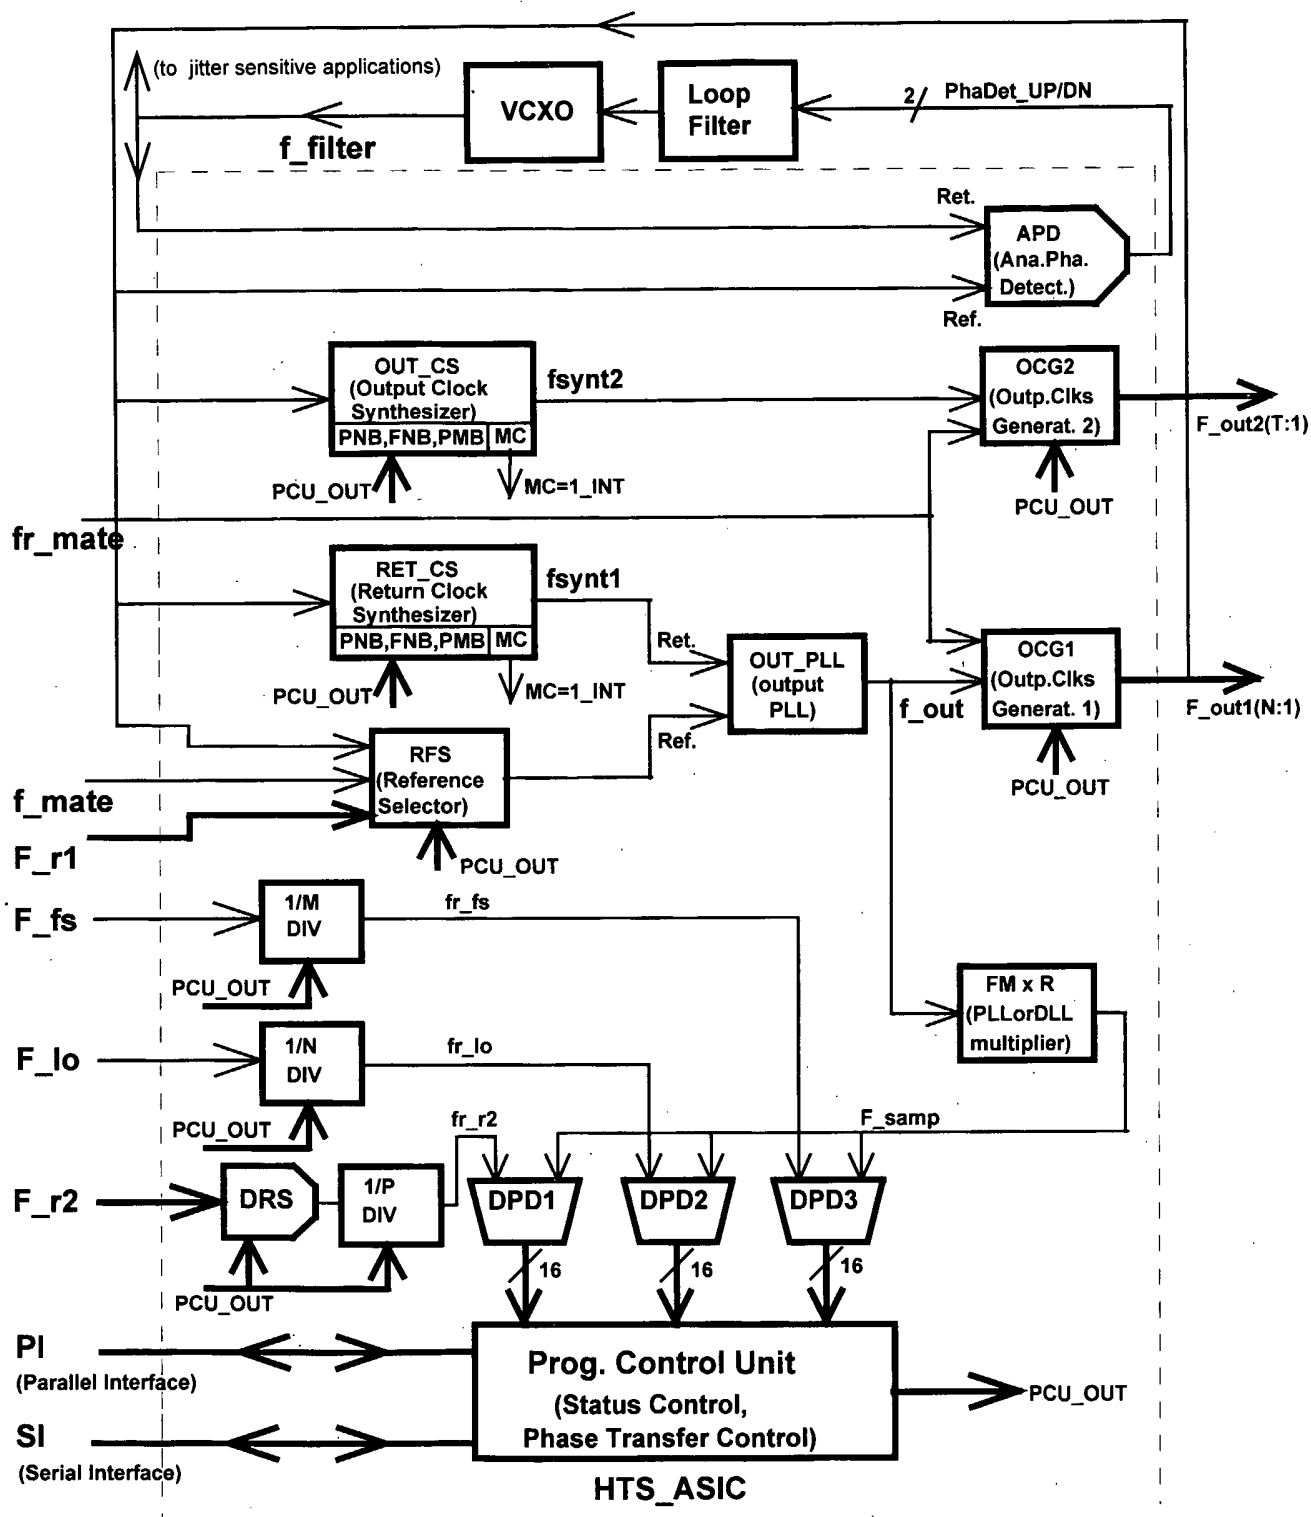 (to jitter sensitive applications)
VCXO
Loop
Filter
2
PhaDet_UP/DN
f_filter
Ret.
APD
(Ana.Pha.
Detect.)
Ref.
OUT_CS
(Output Clock
Synthesizer)
PNB,FNB,PMB
MC
fsynt2
OCG2
(Outp.Clks
Generat. 2)
F_out2(T:1)
PCU_OUT
MC=1_INT
PCU_OUT
fr_mate
RET_CS
(Return Clock
Synthesizer)
PNB,FNB,PMB
MC
fsynt1
Ret.
OUT_PLL
(output
PLL)
OCG1
(Outp.Clks
Generat. 1)
f_out
F_out1(N:1)
PCU_OUT
MC=1_INT
Ref.
RFS
(Reference
Selector)
PCU_OUT
f_mate
F_r1
PCU_OUT
F_fs
1/M
DIV
fr_fs
PCU_OUT
FM x R
(PLLorDLL
multiplier)
F_lo
1/N
DIV
fr_lo
PCU_OUT
fr_r2
F_samp
F_r2
DRS
1/P
DIV
DPD1
DPD2
DPD3
16
16
16
PCU_OUT
PI
(Parallel Interface)
Prog. Control Unit
(Status Control,
Phase Transfer Control)
PCU_OUT
SI
(Serial Interface)
HTS_ASIC